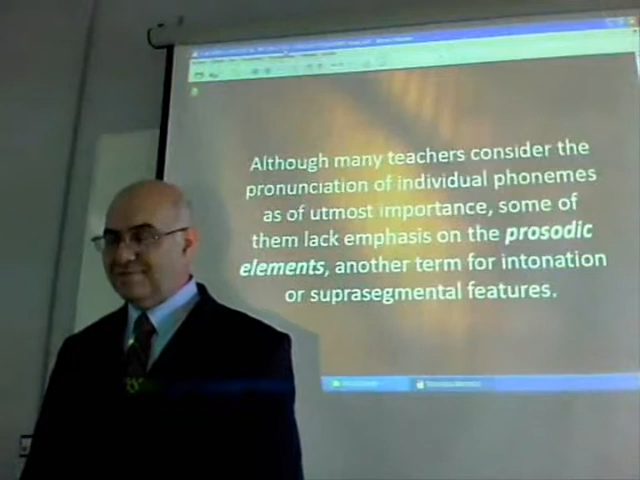 Although many teachers consider the
pronunciation of individual phonemes
as of utmost importance, some of
them lack emphasis on the prosodic
elements, another term for intonation
or suprasegmental features.